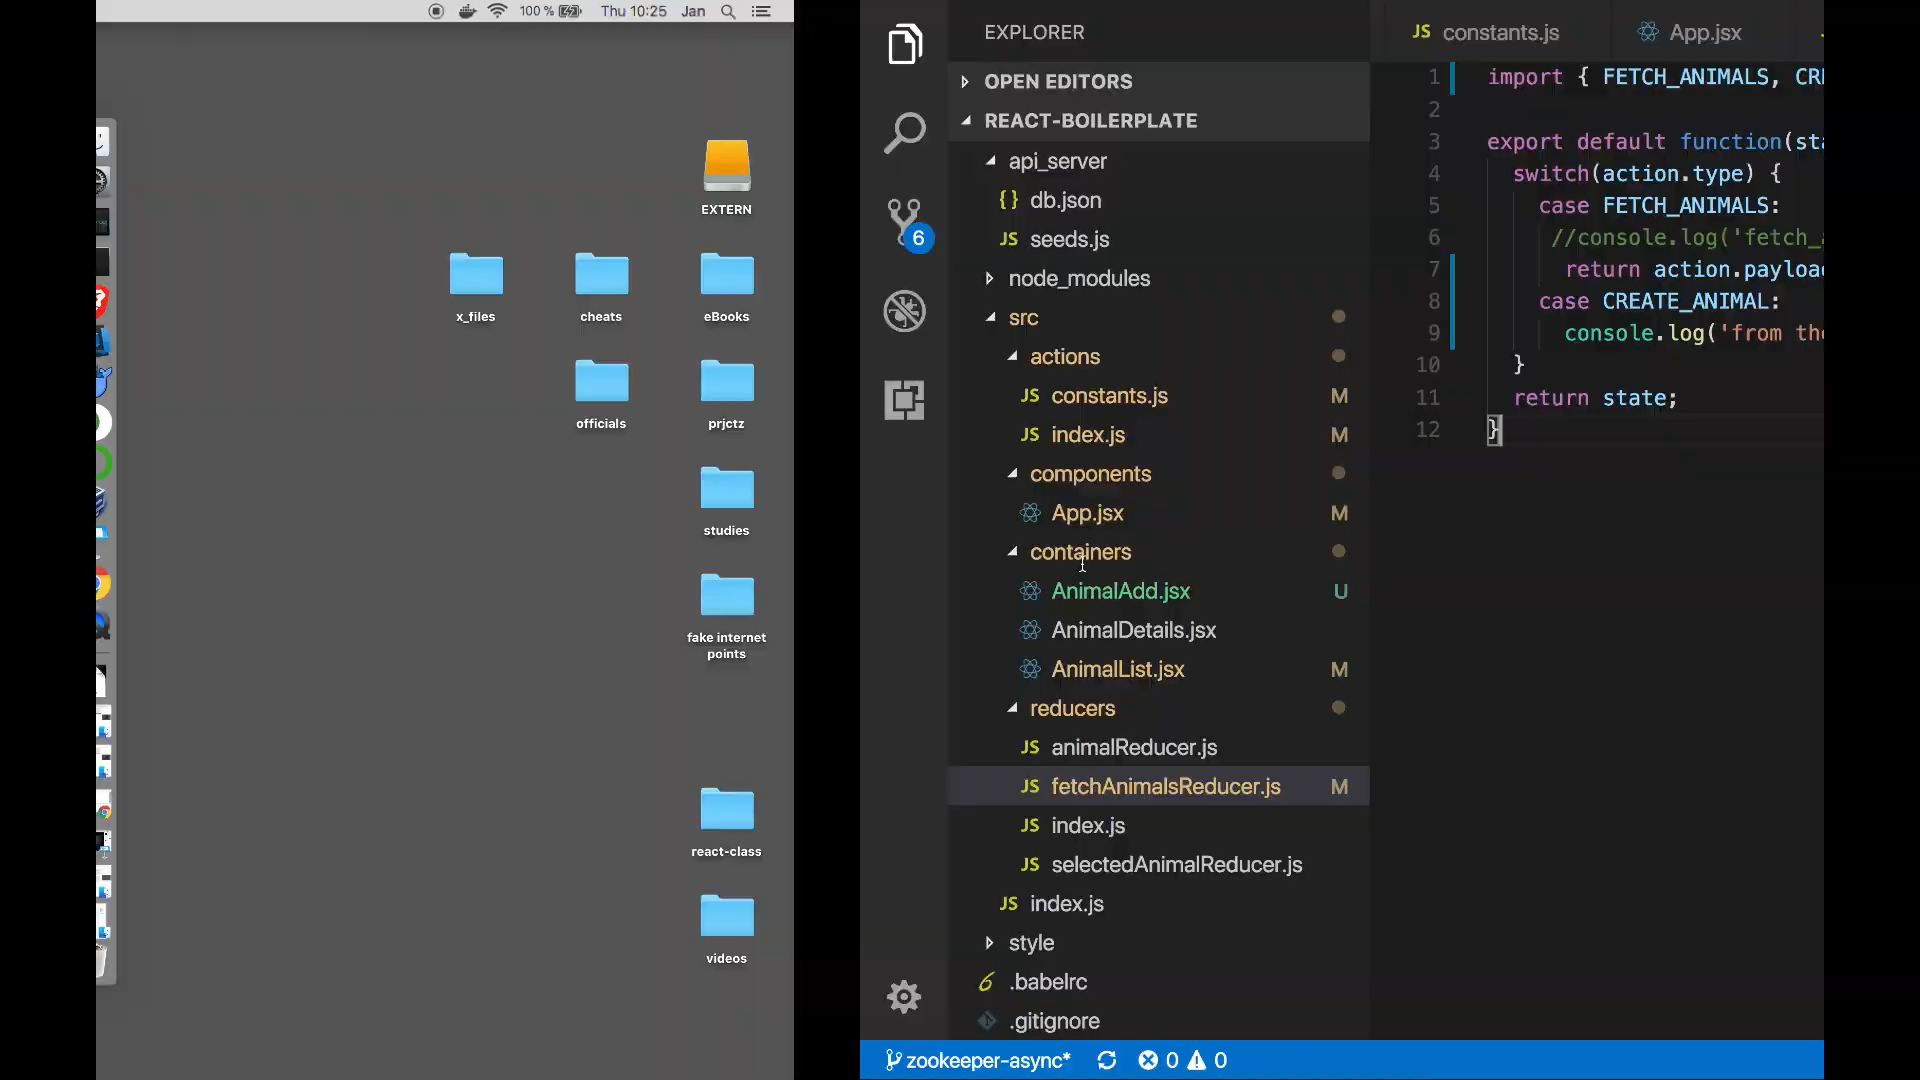 100 %
Thu 10:25
Jan
EXTERN
x_files
cheats
eBooks
officials
prjctz
studies
fake internet
points
react-class
videos
EXPLORER
OPEN EDITORS
REACT-BOILERPLATE
api_server
{} db.json
JS seeds.js
node_modules
src
actions
JS constants.js M
JS index.js M
components
App.jsx M
containers
AnimalAdd.jsx U
AnimalDetails.jsx
AnimalList.jsx M
reducers
JS animalReducer.js
JS fetchAnimalsReducer.js M
JS index.js
JS selectedAnimalReducer.js
JS index.js
style
6 .babelrc
.gitignore
6
zookeeper-async* 0 0
JS constants.js App.jsx
1 import { FETCH_ANIMALS, CR
2
3 export default function(sta
4 switch(action.type) {
5 case FETCH_ANIMALS:
6 //console.log('fetch_a
7 return action.payload
8 case CREATE_ANIMAL:
9 console.log('from the
10 }
11 return state;
12 }